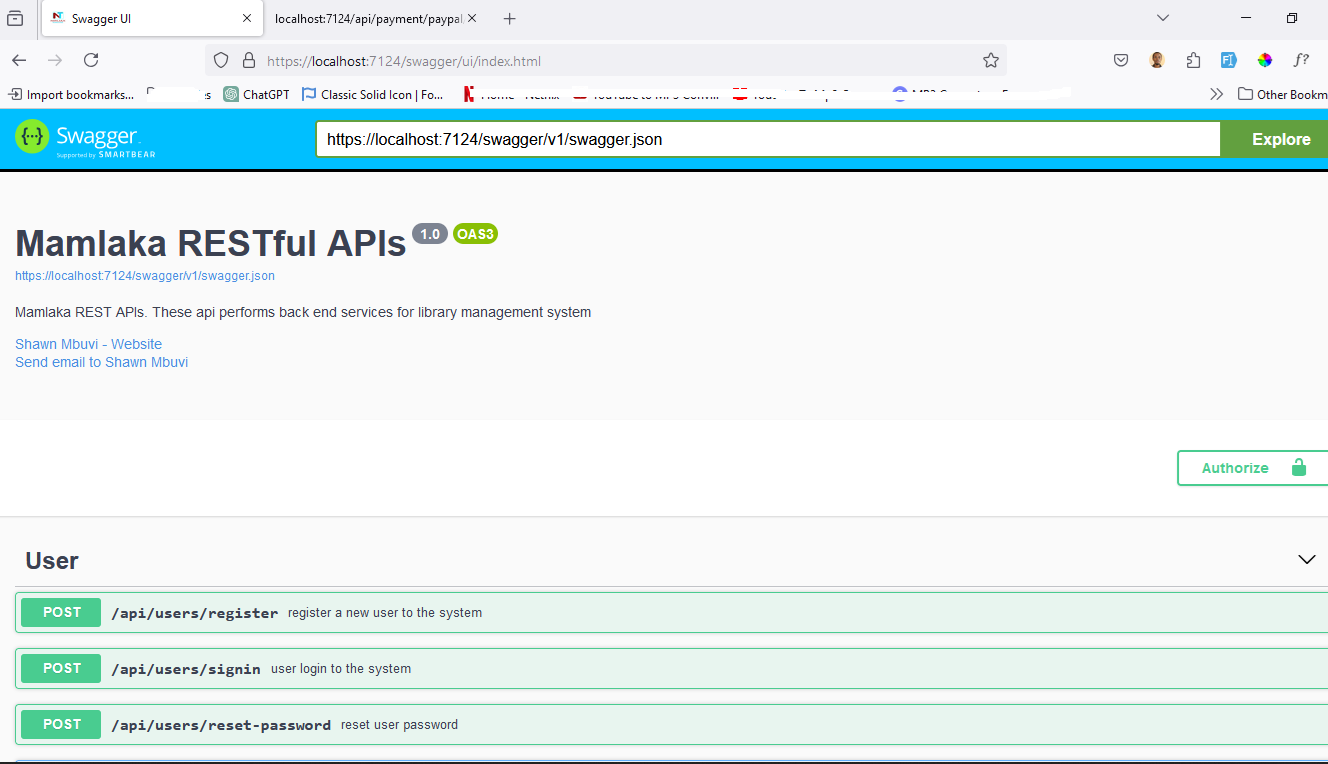 Swagger UI
localhost:7124/api/payment/paypal
https://localhost:7124/swagger/ui/index.html
FI
f?
Import bookmarks...
ChatGPT
Classic Solid Icon | Fo...
Other Bookm
{··}
Swagger.
Supported by SMARTBEAR
https://localhost:7124/swagger/v1/swagger.json
Explore
Mamlaka RESTful APIs 1.0 OAS3
https://localhost:7124/swagger/v1/swagger.json
Mamlaka REST APIs. These api performs back end services for library management system
Shawn Mbuvi - Website
Send email to Shawn Mbuvi
Authorize
User
POST /api/users/register register a new user to the system
POST /api/users/signin user login to the system
POST /api/users/reset-password reset user password